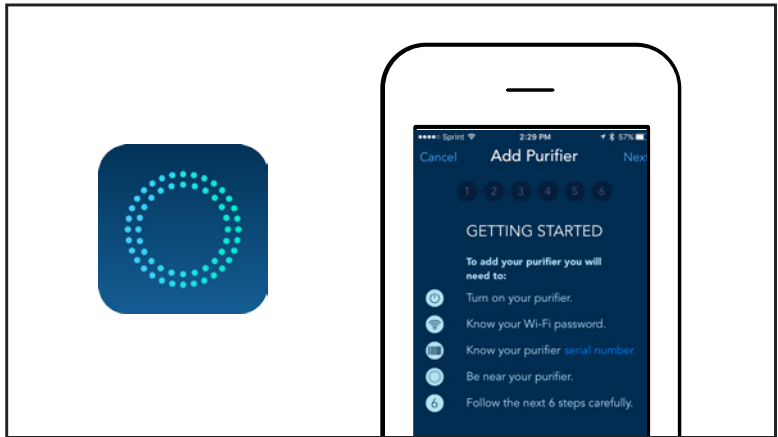 Sprint 2:29 PM 57%
Cancel Add Purifier Next
1 2 3 4 5 6
GETTING STARTED
To add your purifier you will
need to:
Turn on your purifier.
Know your Wi-Fi password.
Know your purifier serial number.
Be near your purifier.
6 Follow the next 6 steps carefully.